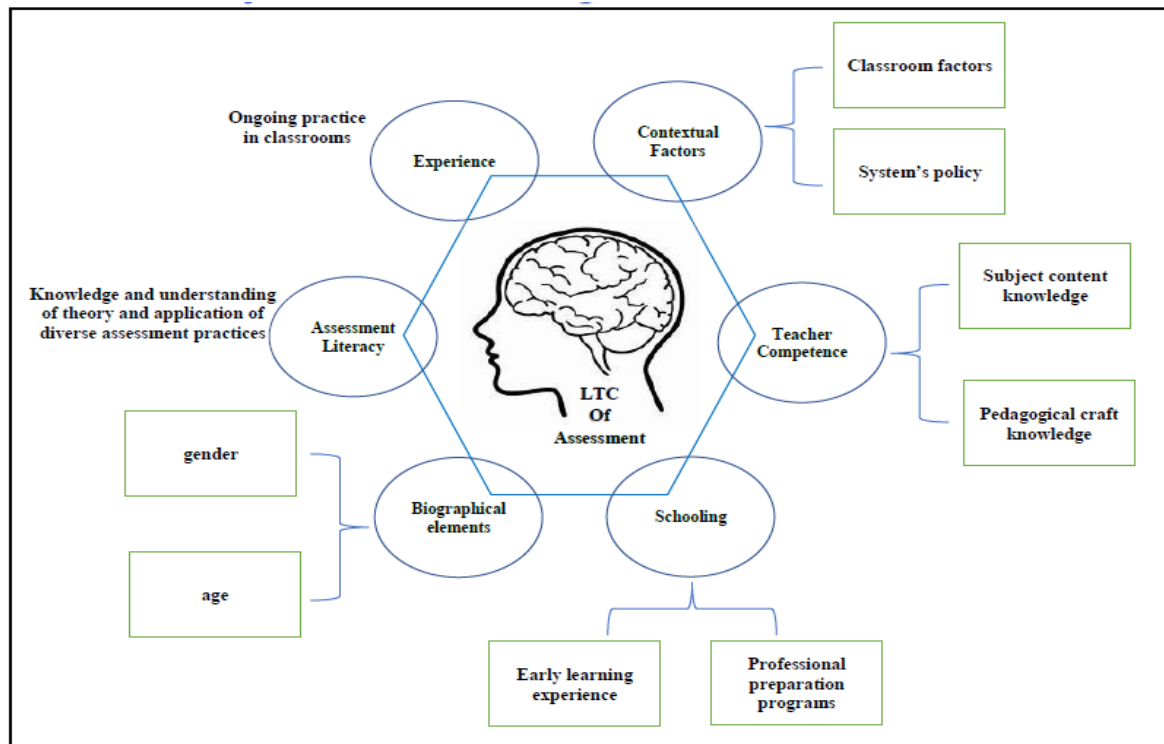 Classroom factors
Ongoing practice
in classrooms
Experience
Contextual
Factors
System's policy
Subject content
knowledge
Knowledge and understanding
of theory and application of
diverse assessment practices
Assessment
Literacy
Teacher
Competence
LTC
Of
Assessment
Pedagogical craft
knowledge
gender
Biographical
elements
Schooling
age
Early learning
experience
Professional
preparation
programs